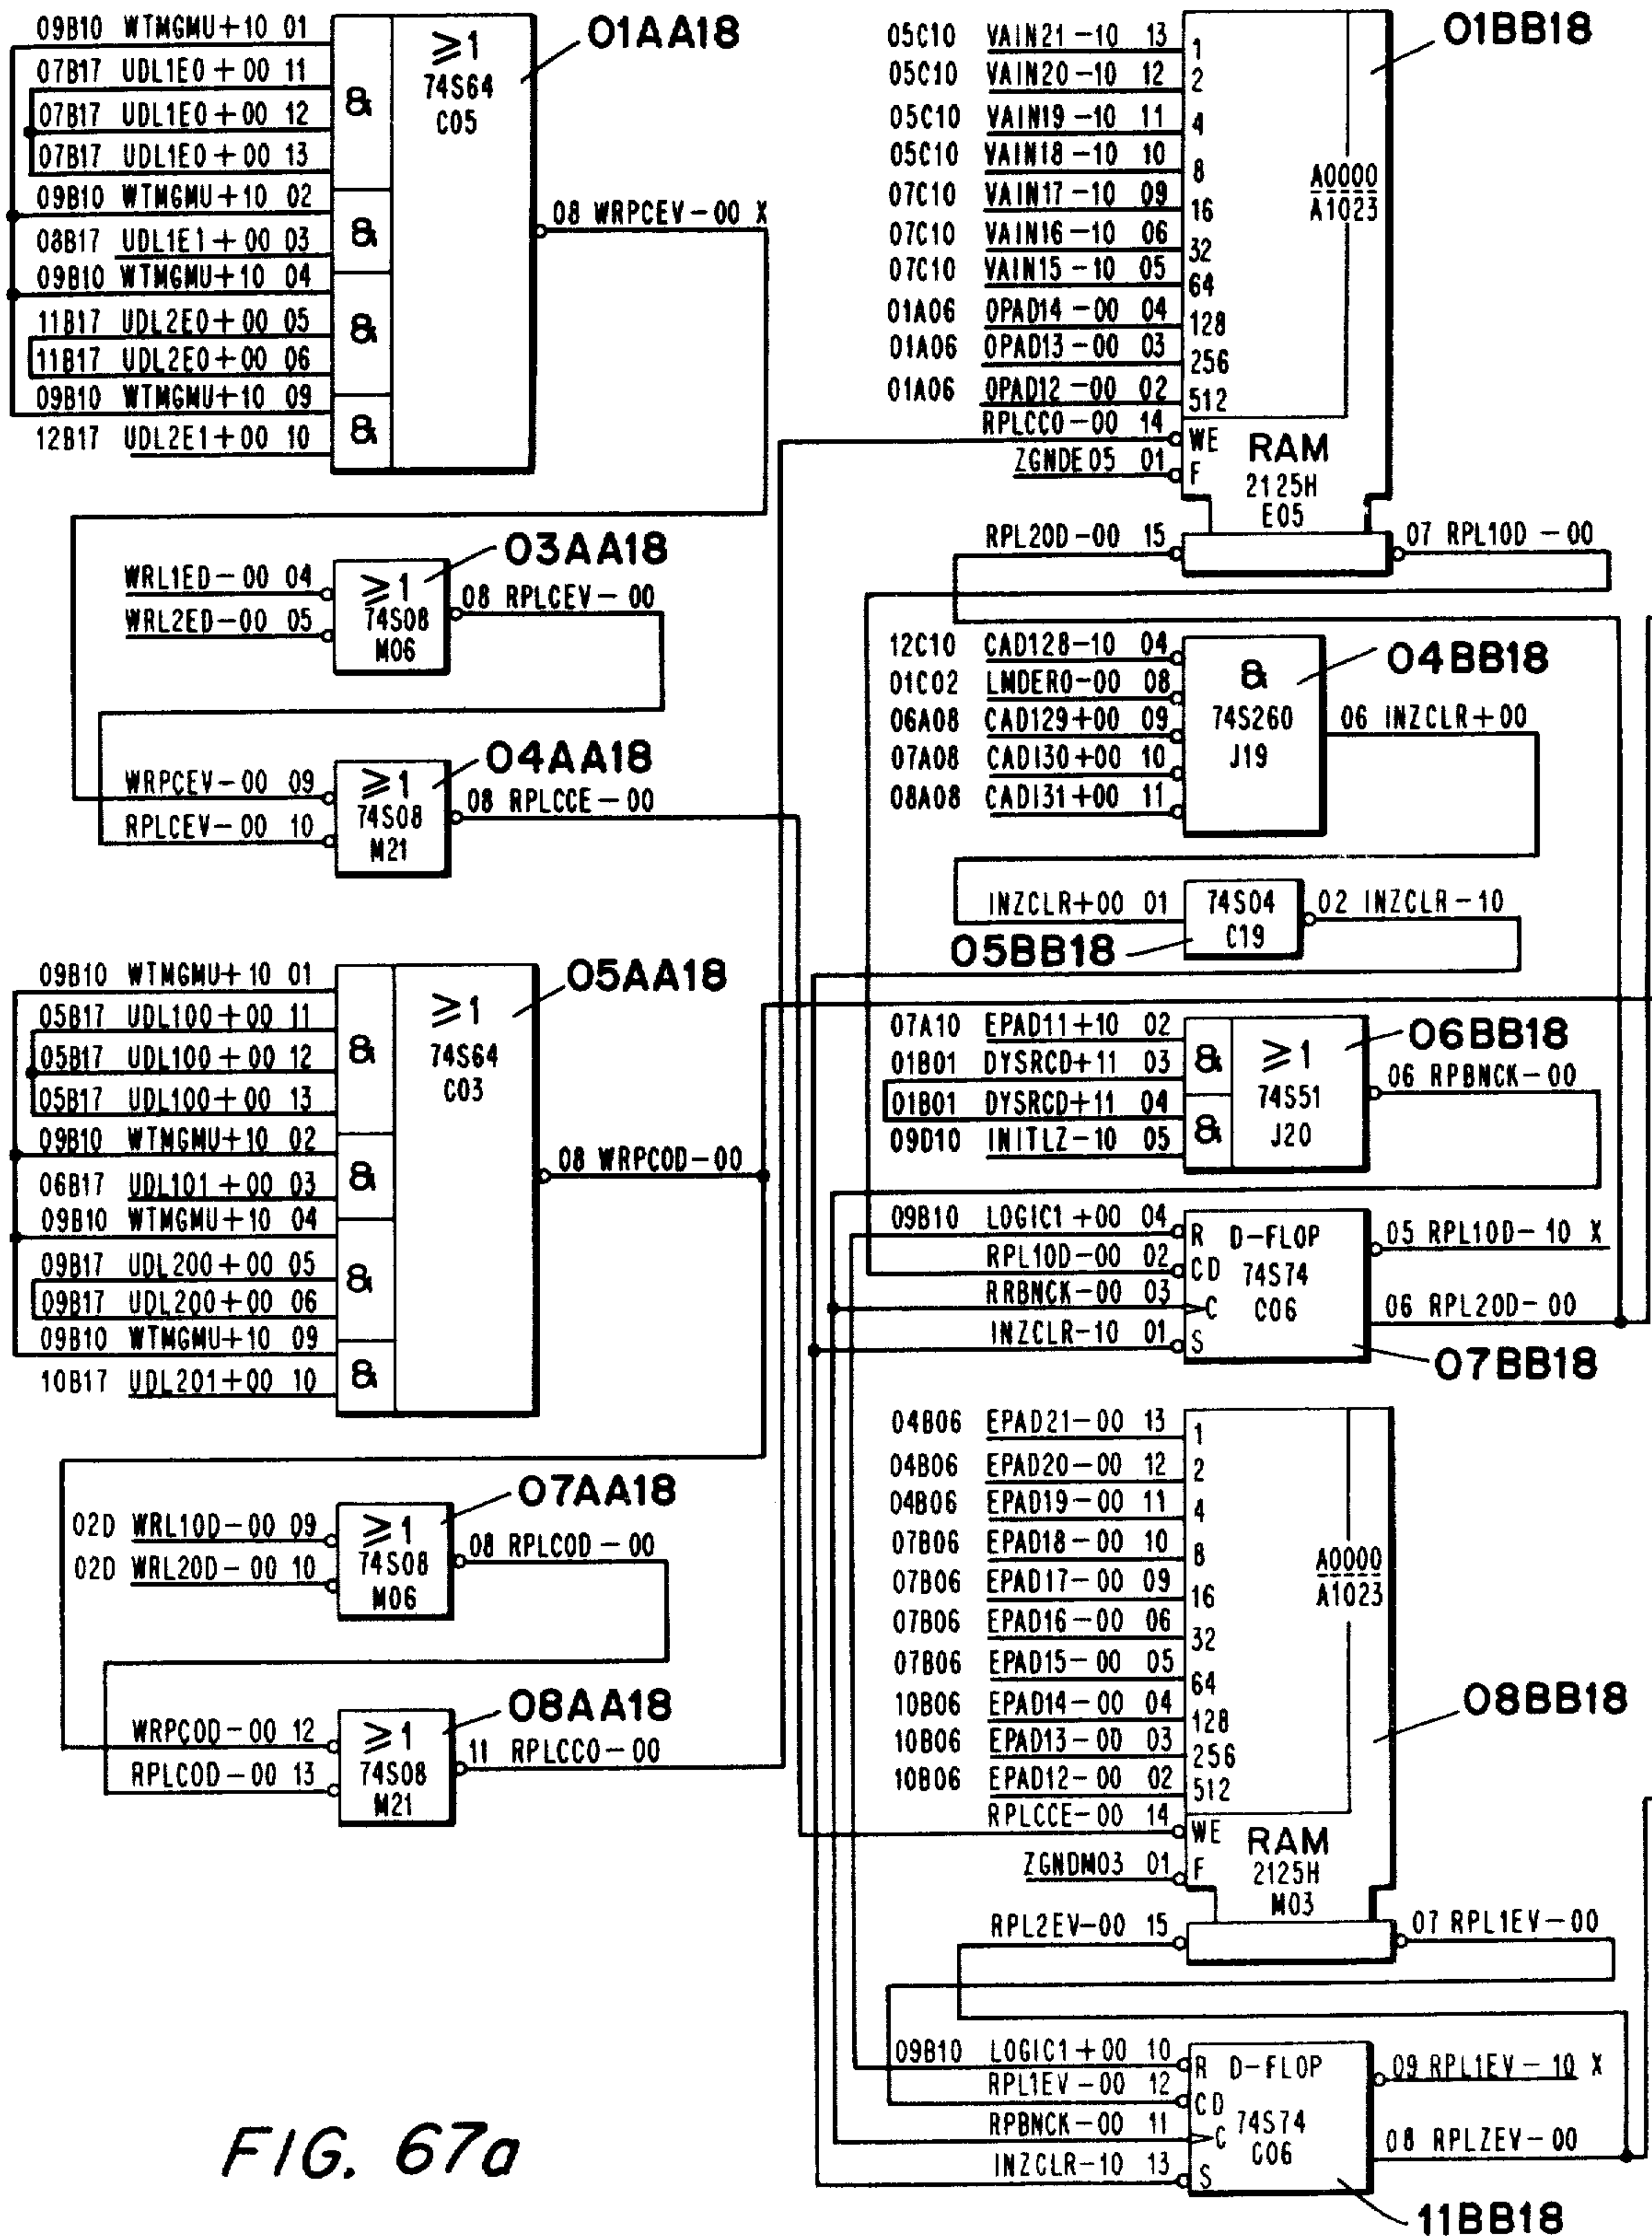 09B10 WTMGMU+10 01
07B17 UDL1E0+00 11
07B17 UDL1E0+00 12
07B17 UDL1E0+00 13
09B10 WTMGMU+10 02
08B17 UDL1E1+00 03
09B10 WTMGMU+10 04
11B17 UDL2E0+00 05
11B17 UDL2E0+00 06
09B10 WTMGMU+10 09
12B17 UDL2E1+00 10
&
&
&
&
≥1
74S64
C05
01AA18
08 WRPCEV-00 X
03AA18
WRL1ED-00 04
WRL2ED-00 05
≥1
74S08
M06
08 RPLCEV-00
04AA18
WRPCEV-00 09
RPLCEV-00 10
≥1
74S08
M21
08 RPLCCE-00
05AA18
09B10 WTMGMU+10 01
05B17 UDL100+00 11
05B17 UDL100+00 12
05B17 UDL100+00 13
09B10 WTMGMU+10 02
06B17 UDL101+00 03
09B10 WTMGMU+10 04
09B17 UDL200+00 05
09B17 UDL200+00 06
09B10 WTMGMU+10 09
10B17 UDL201+00 10
&
&
&
&
≥1
74S64
C03
08 WRPCOD-00
07AA18
02D WRL10D-00 09
02D WRL20D-00 10
≥1
74S08
M06
08 RPLCOD-00
08AA18
WRPCOD-00 12
RPLCOD-00 13
≥1
74S08
M21
11 RPLCCO-00
FIG. 67a
01BB18
05C10 VAIN21-10 13 1
05C10 VAIN20-10 12 2
05C10 VAIN19-10 11 4
05C10 VAIN18-10 10 8
07C10 VAIN17-10 09 16
07C10 VAIN16-10 06 32
07C10 VAIN15-10 05 64
01A06 OPAD14-00 04 128
01A06 OPAD13-00 03 256
01A06 OPAD12-00 02 512
RPLCCO-00 14 WE
ZGNDE05 01 F
A0000
A1023
RAM
2125H
E05
RPL20D-00 15
07 RPL10D-00
04BB18
12C10 CAD128-10 04
01C02 LMDER0-00 08
06A08 CAD129+00 09
07A08 CADI30+00 10
08A08 CADI31+00 11
&
74S260
J19
06 INZCLR+00
INZCLR+00 01
74S04
C19
02 INZCLR-10
05BB18
06BB18
07A10 EPAD11+10 02
01B01 DYSRCD+11 03
01B01 DYSRCD+11 04
09D10 INITLZ-10 05
&
&
≥1
74S51
J20
06 RPBNCK-00
09B10 LOGIC1+00 04 R
RPL10D-00 02 CD
RRBNCK-00 03 C
INZCLR-10 01 S
D-FLOP
74S74
C06
05 RPL10D-10 X
06 RPL20D-00
07BB18
04B06 EPAD21-00 13 1
04B06 EPAD20-00 12 2
04B06 EPAD19-00 11 4
07B06 EPAD18-00 10 8
07B06 EPAD17-00 09 16
07B06 EPAD16-00 06 32
07B06 EPAD15-00 05 64
10B06 EPAD14-00 04 128
10B06 EPAD13-00 03 256
10B06 EPAD12-00 02 512
RPLCCE-00 14 WE
ZGNDM03 01 F
A0000
A1023
08BB18
RAM
2125H
M03
RPL2EV-00 15
07 RPL1EV-00
09B10 LOGIC1+00 10 R
RPL1EV-00 12 CD
RPBNCK-00 11 C
INZCLR-10 13 S
D-FLOP
74S74
C06
09 RPL1EV-10 X
08 RPLZEV-00
11BB18